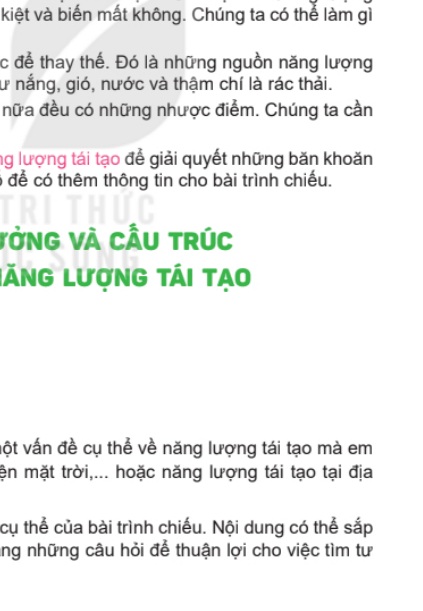 kiệt và biến mất không. Chúng ta có thể làm gì
c để thay thế. Đó là những nguồn năng lượng
ư nắng, gió, nước và thậm chí là rác thải.
nữa đều có những nhược điểm. Chúng ta cần
ng lượng tái tạo để giải quyết những băn khoăn
để có thêm thông tin cho bài trình chiếu.
TRI THỨC
ƯỞNG VÀ CẤU TRÚC
C SỐNG
NĂNG LƯỢNG TÁI TẠO
ột vấn đề cụ thể về năng lượng tái tạo mà em
ện mặt trời,... hoặc năng lượng tái tạo tại địa
cụ thể của bài trình chiếu. Nội dung có thể sắp
ng những câu hỏi để thuận lợi cho việc tìm tư